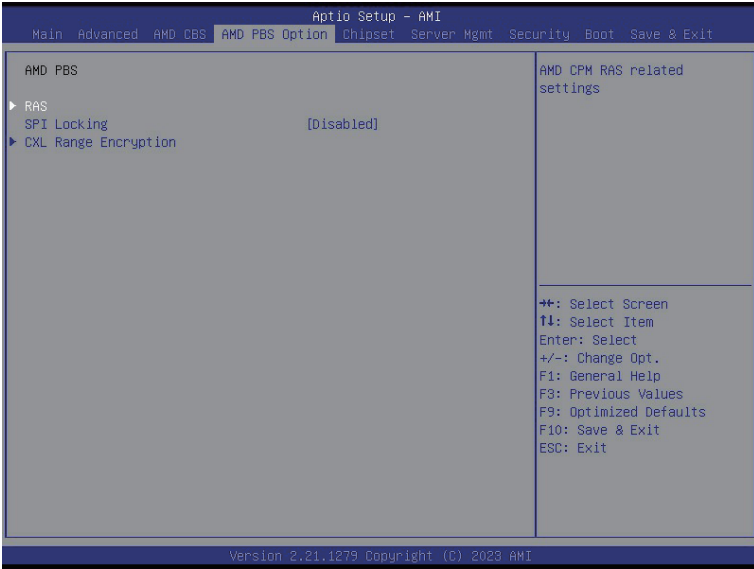 Aptio Setup – AMI
Main Advanced AMD CBS AMD PBS Option Chipset Server Mgmt Security Boot Save & Exit
AMD PBS
RAS
SPI Locking [Disabled]
CXL Range Encryption
AMD CPM RAS related
settings
→←: Select Screen
↑↓: Select Item
Enter: Select
+/-: Change Opt.
F1: General Help
F3: Previous Values
F9: Optimized Defaults
F10: Save & Exit
ESC: Exit
Version 2.21.1279 Copyright (C) 2023 AMI